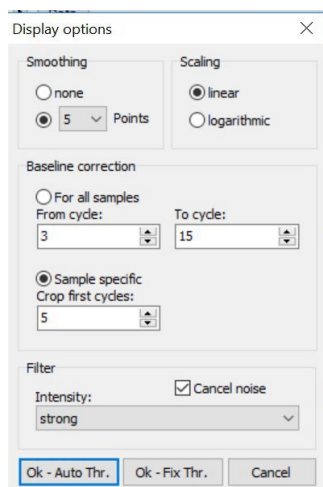 Display options
Smoothing
none
5 Points
Scaling
linear
logarithmic
Baseline correction
For all samples
From cycle: To cycle:
3 15
Sample specific
Crop first cycles:
5
Filter
Intensity: Cancel noise
strong
Ok - Auto Thr. Ok - Fix Thr. Cancel